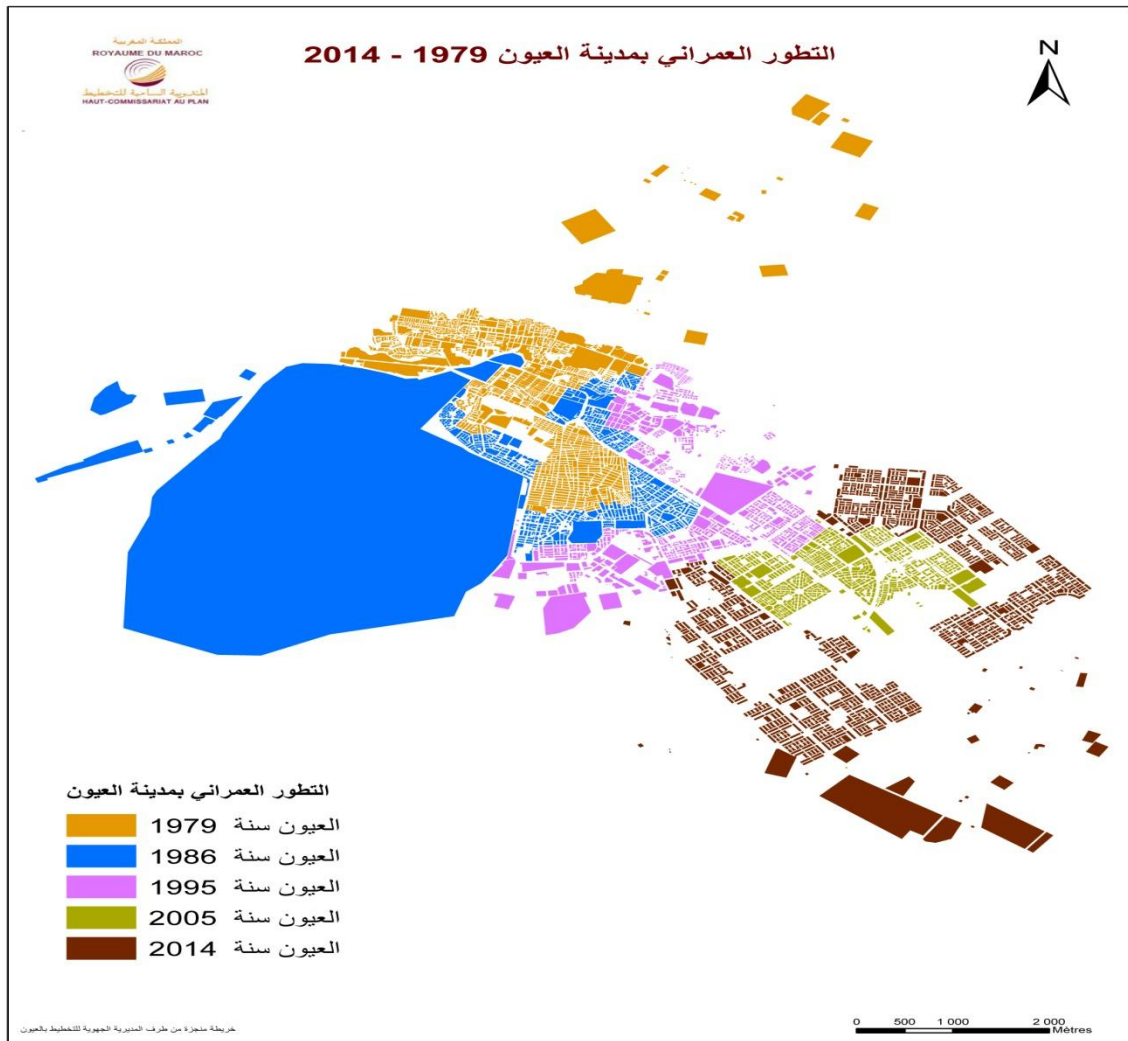 المملكة المغربية
ROYAUME DU MAROC
المندوبية السامية للتخطيط
HAUT-COMMISSARIAT AU PLAN
التطور العمراني بمدينة العيون 1979 - 2014
N
التطور العمراني بمدينة العيون
العيون سنة 1979
العيون سنة 1986
العيون سنة 1995
العيون سنة 2005
العيون سنة 2014
خريطة منجزة من طرف المديرية الجهوية للتخطيط بالعيون
0 500 1 000 2 000
Mètres